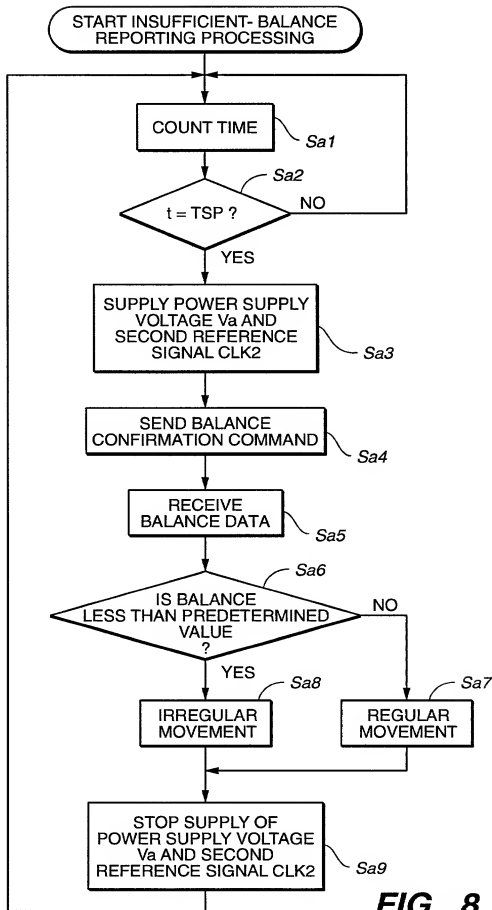 START INSUFFICIENT- BALANCE
REPORTING PROCESSING
COUNT TIME
Sa1
Sa2
t = TSP ?
NO
YES
SUPPLY POWER SUPPLY
VOLTAGE Va AND
SECOND REFERENCE
SIGNAL CLK2
Sa3
SEND BALANCE
CONFIRMATION COMMAND
Sa4
RECEIVE
BALANCE DATA
Sa5
Sa6
IS BALANCE
LESS THAN PREDETERMINED
VALUE
?
NO
YES
Sa8
IRREGULAR
MOVEMENT
Sa7
REGULAR
MOVEMENT
STOP SUPPLY OF
POWER SUPPLY VOLTAGE
Va AND SECOND
REFERENCE SIGNAL CLK2
Sa9
FIG. 8